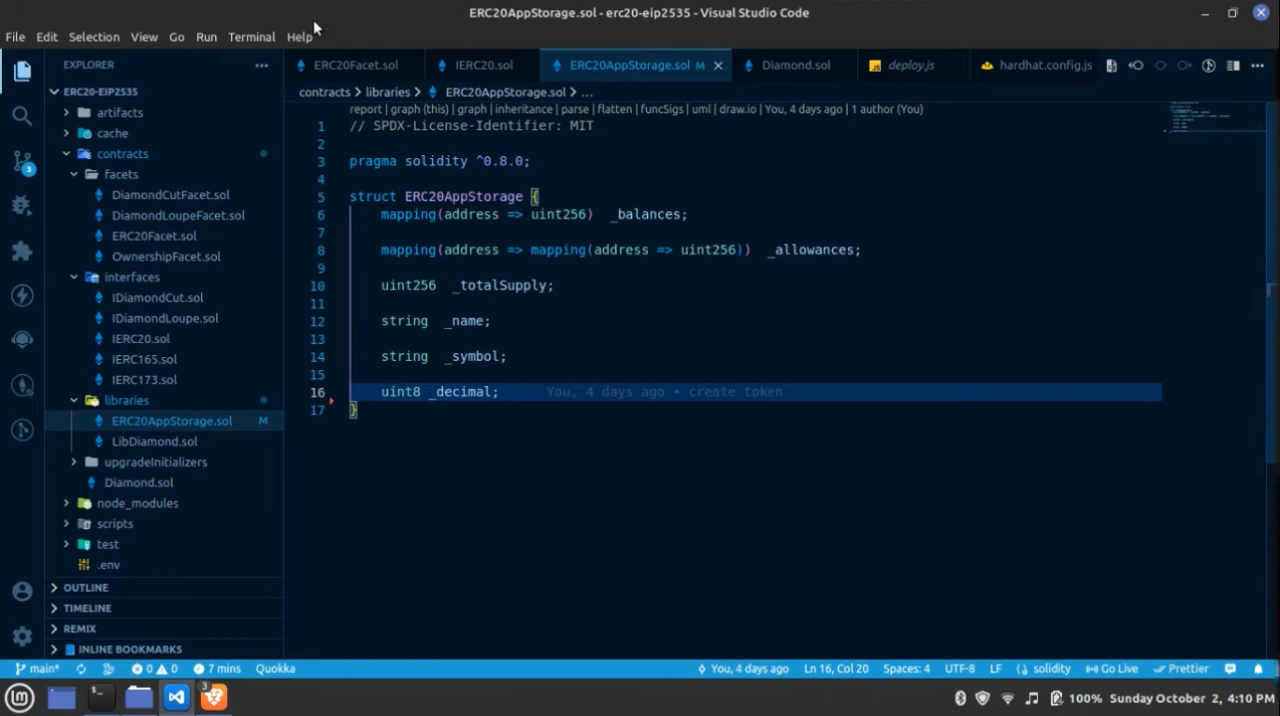 ERC20AppStorage.sol - erc20-eip2535 - Visual Studio Code
File Edit Selection View Go Run Terminal Help
EXPLORER
ERC20Facet.sol IERC20.sol ERC20AppStorage.sol M Diamond.sol deploy.js hardhat.config.js
ERC20-EIP2535
contracts > libraries > ERC20AppStorage.sol > ...
artifacts
cache
contracts
facets
DiamondCutFacet.sol
DiamondLoupeFacet.sol
ERC20Facet.sol
OwnershipFacet.sol
interfaces
IDiamondCut.sol
IDiamondLoupe.sol
IERC20.sol
IERC165.sol
IERC173.sol
libraries
ERC20AppStorage.sol M
LibDiamond.sol
upgradeInitializers
Diamond.sol
node_modules
scripts
test
.env
OUTLINE
TIMELINE
REMIX
INLINE BOOKMARKS
3
report | graph (this) | graph | inheritance | parse | flatten | funcSigs | uml | draw.io | You, 4 days ago | 1 author (You)
1 // SPDX-License-Identifier: MIT
2
3 pragma solidity ^0.8.0;
4
5 struct ERC20AppStorage {
6 mapping(address => uint256) _balances;
7
8 mapping(address => mapping(address => uint256)) _allowances;
9
10 uint256 _totalSupply;
11
12 string _name;
13
14 string _symbol;
15
16 uint8 _decimal; You, 4 days ago • create token
17 }
main* 0 0 7 mins Quokka You, 4 days ago Ln 16, Col 20 Spaces: 4 UTF-8 LF solidity Go Live Prettier
3 100% Sunday October 2, 4:10 PM